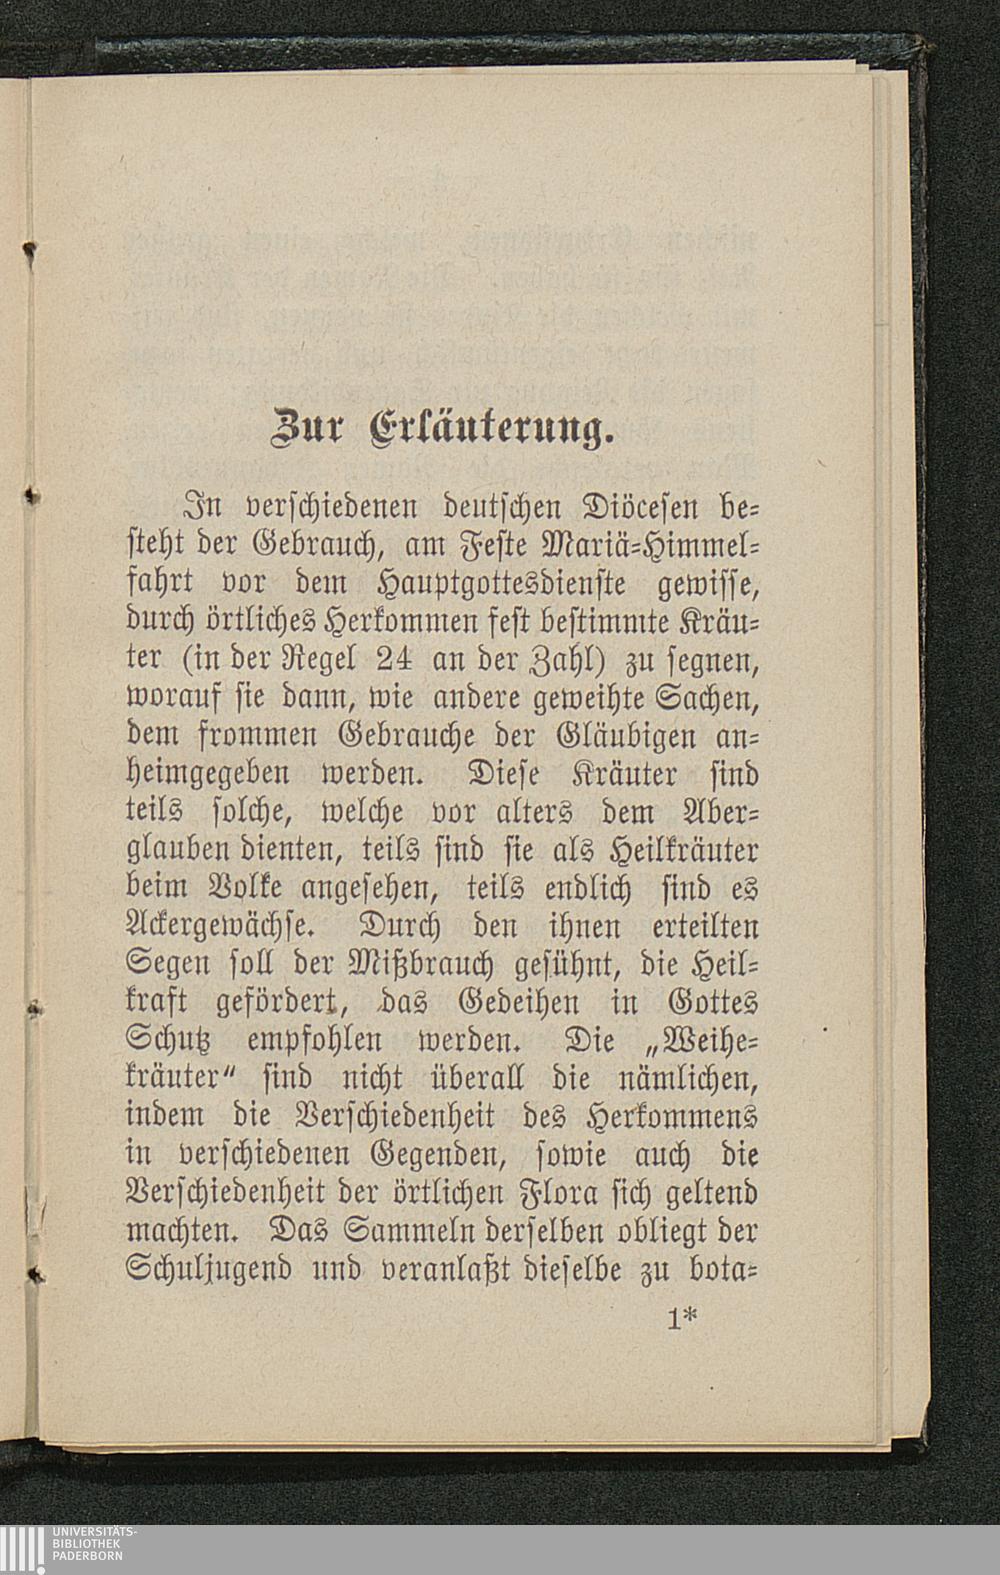 Zur Erläuterung.
In verschiedenen deutschen Diöcesen be-
steht der Gebrauch, am Feste Mariä-Himmel-
fahrt vor dem Hauptgottesdienste gewisse,
durch örtliches Herkommen fest bestimmte Kräu-
ter (in der Regel 24 an der Zahl) zu segnen,
worauf sie dann, wie andere geweihte Sachen,
dem frommen Gebrauche der Gläubigen an-
heimgegeben werden. Diese Kräuter sind
teils solche, welche vor alters dem Aber-
glauben dienten, teils sind sie als Heilkräuter
beim Volke angesehen, teils endlich sind es
Ackergewächse. Durch den ihnen erteilten
Segen soll der Mißbrauch gesühnt, die Heil-
kraft gefördert, das Gedeihen in Gottes
Schutz empfohlen werden. Die „Weihe-
kräuter“ sind nicht überall die nämlichen,
indem die Verschiedenheit des Herkommens
in verschiedenen Gegenden, sowie auch die
Verschiedenheit der örtlichen Flora sich geltend
machten. Das Sammeln derselben obliegt der
Schuljugend und veranlaßt dieselbe zu bota-
1*
UNIVERSITÄTS-
BIBLIOTHEK
PADERBORN